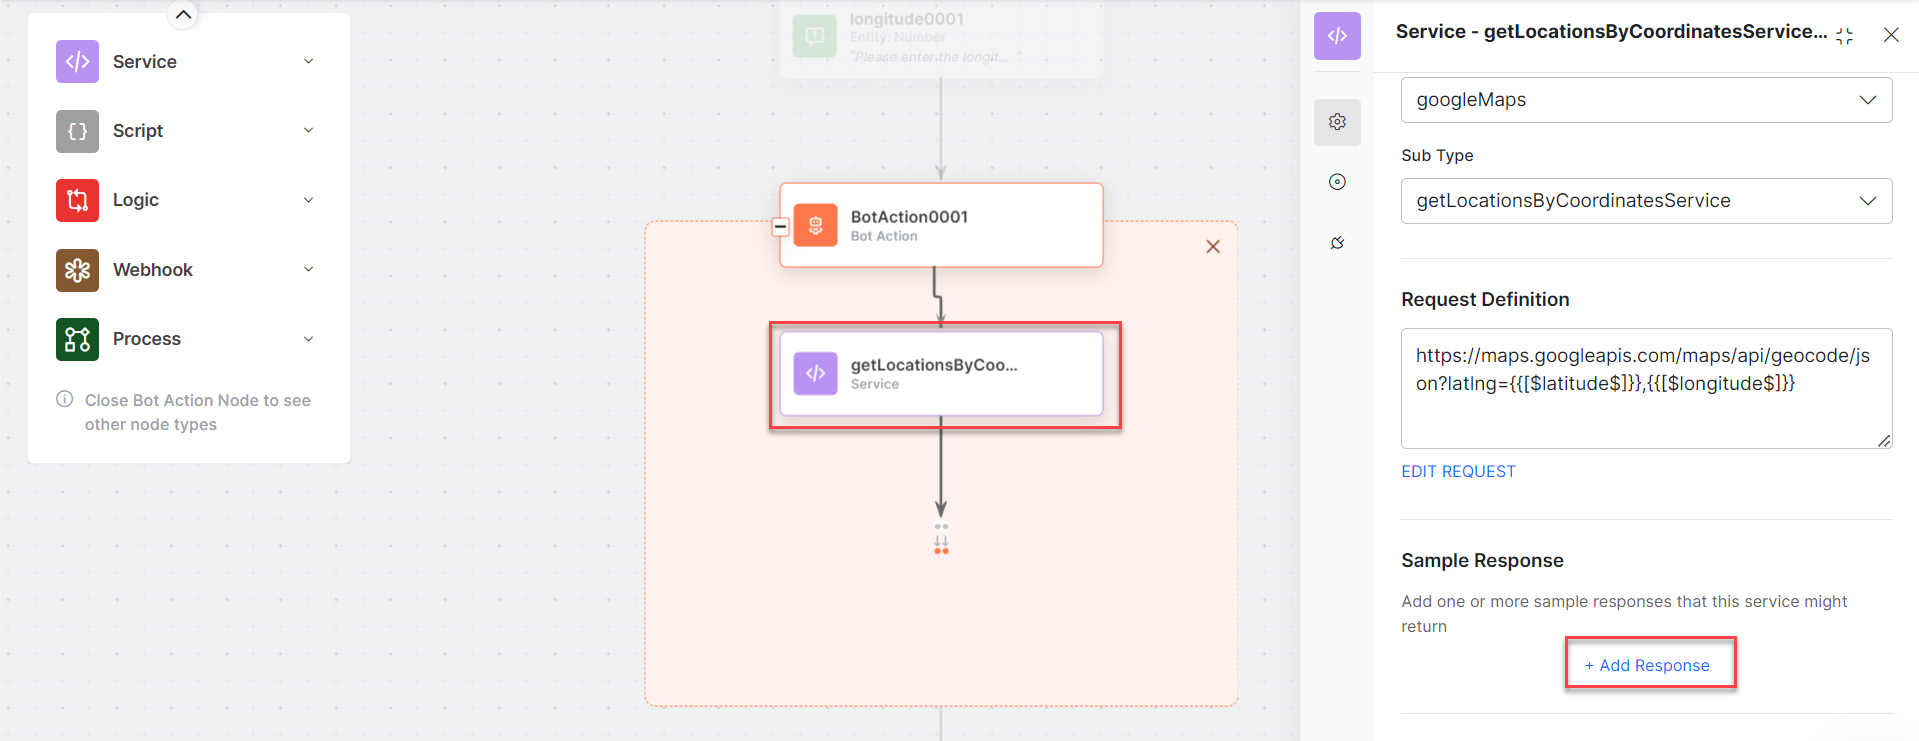 Service
Script
Logic
Webhook
Process
Close Bot Action Node to see
other node types
longitude0001
Entity: Number
"Please enter the longit... "
BotAction0001
Bot Action
getLocationsByCoo...
Service
Service - getLocationsByCoordinatesService...
googleMaps
Sub Type
getLocationsByCoordinatesService
Request Definition
https://maps.googleapis.com/maps/api/geocode/js
on?latlng={{[$latitude$]}},{{[$longitude$]}}
EDIT REQUEST
Sample Response
Add one or more sample responses that this service might
return
+ Add Response